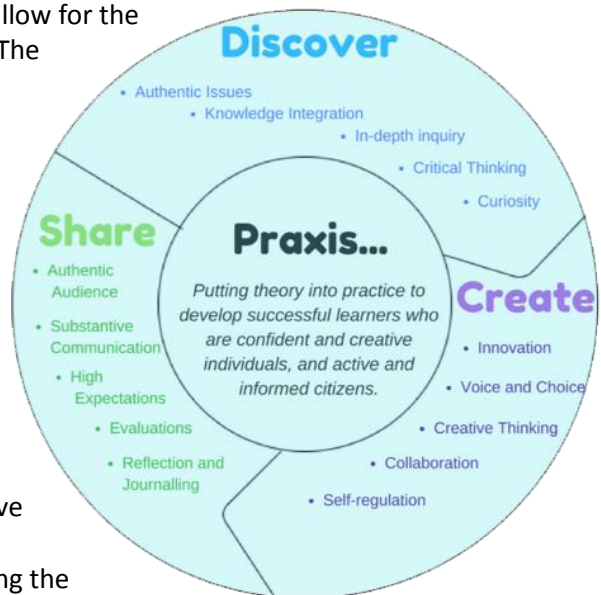 llow for the
The
Discover
• Authentic Issues
• Knowledge Integration
• In-depth inquiry
• Critical Thinking
• Curiosity
Share
• Authentic
Audience
• Substantive
Communication
• High
Expectations
• Evaluations
• Reflection and
Journalling
Praxis...
Putting theory into practice to
develop successful learners who
are confident and creative
individuals, and active and
informed citizens.
Create
• Innovation
• Voice and Choice
• Creative Thinking
• Collaboration
• Self-regulation
ve
ng the